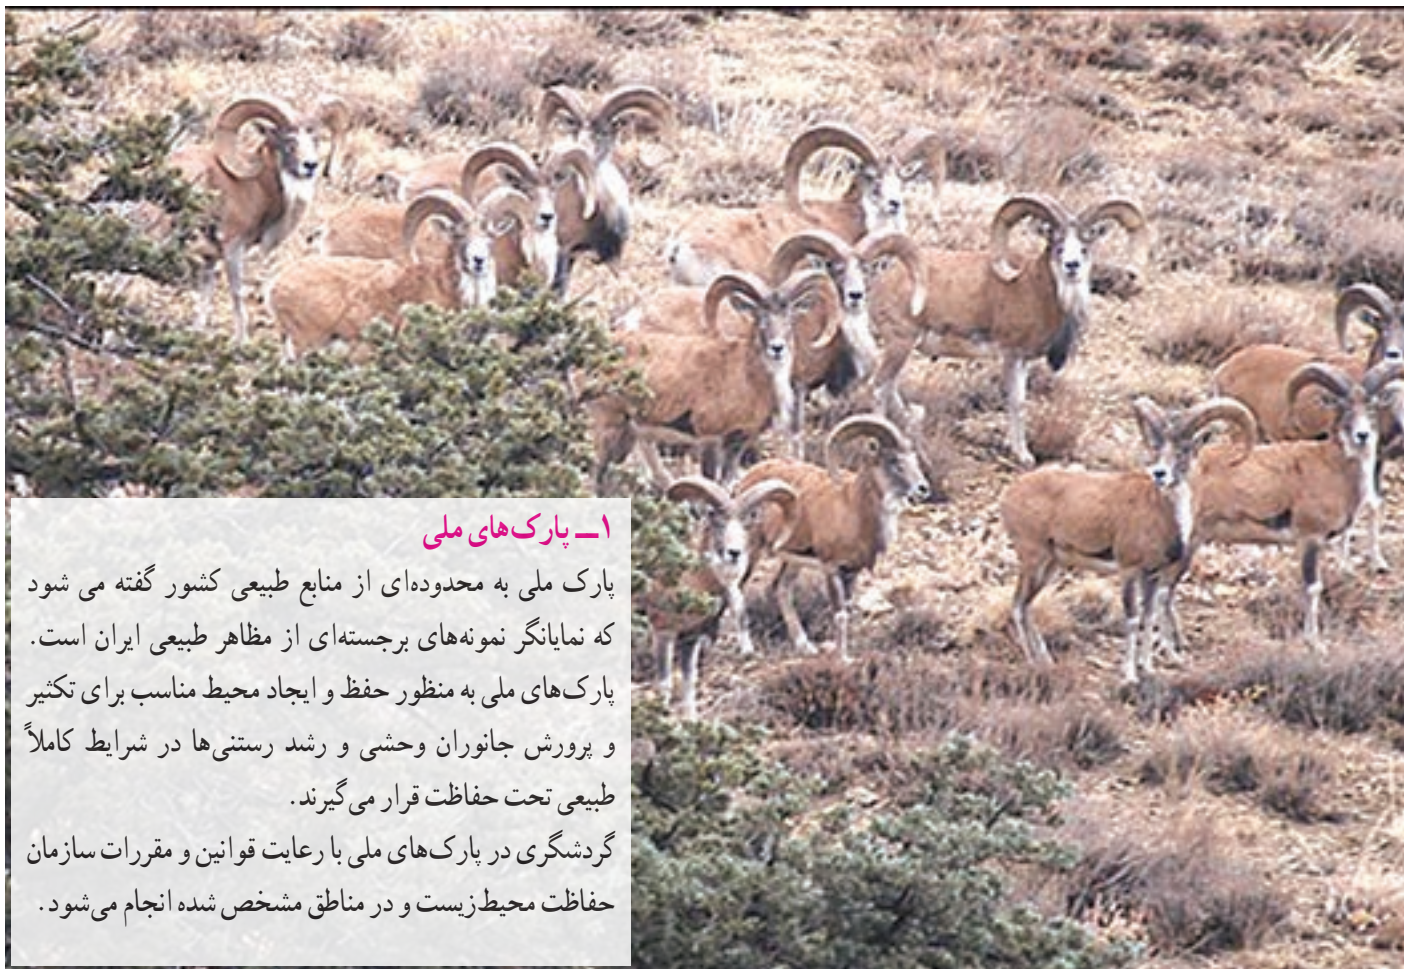 ۱ــ پارک‌های ملی
پارک ملی به محدوده‌ای از منابع طبیعی کشور گفته می شود
که نمایانگر نمونه‌های برجسته‌ای از مظاهر طبیعی ایران است.
پارک‌های ملی به منظور حفظ و ایجاد محیط مناسب برای تکثیر
و پرورش جانوران وحشی و رشد رستنی‌ها در شرایط کاملاً
طبیعی تحت حفاظت قرار می‌گیرند.
گردشگری در پارک‌های ملی با رعایت قوانین و مقررات سازمان
حفاظت محیط‌زیست و در مناطق مشخص شده انجام می‌شود.